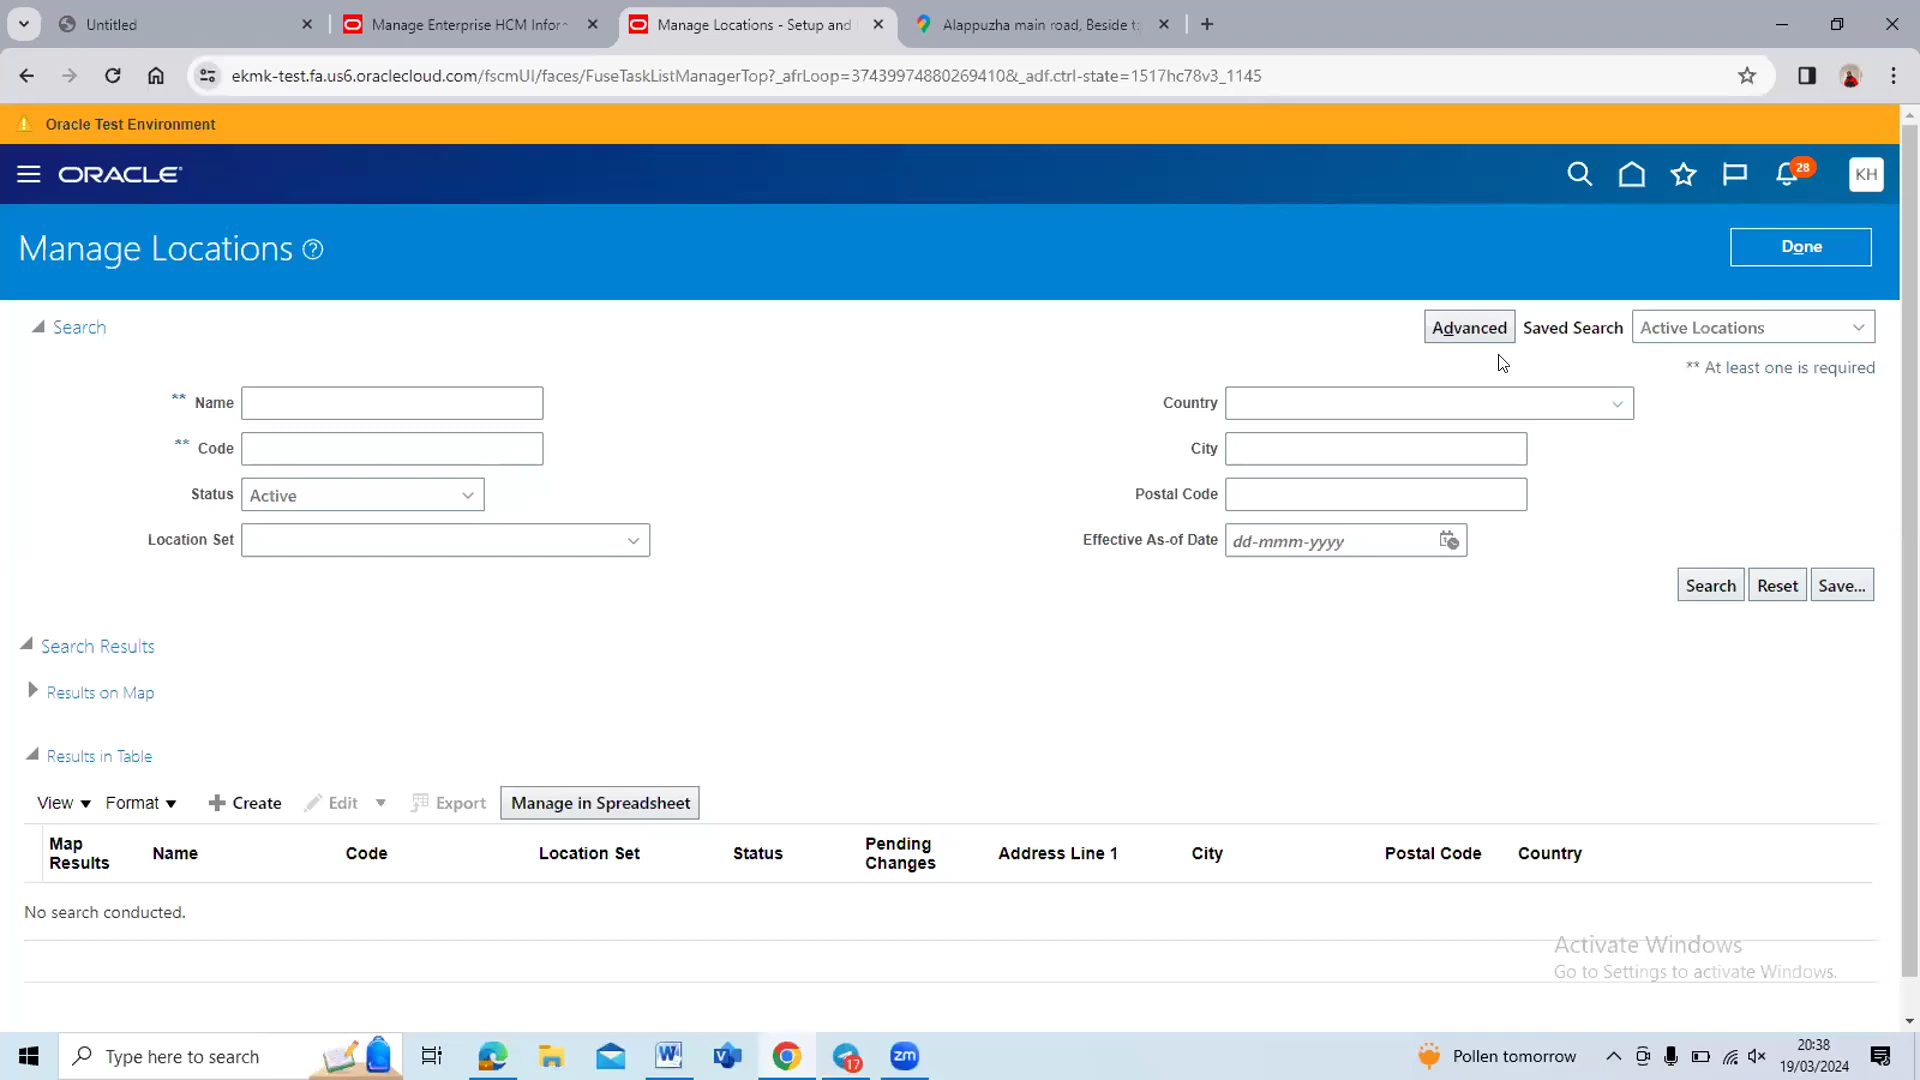 Untitled
Manage Enterprise HCM Infor
Manage Locations - Setup and
Alappuzha main road, Beside t
ekmk-test.fa.us6.oraclecloud.com/fscmUI/faces/FuseTaskListManagerTop?_afrLoop=37439974880269410&_adf.ctrl-state=1517hc78v3_1145
Oracle Test Environment
ORACLE
28
KH
Manage Locations
Done
Search
Advanced Saved Search Active Locations
** At least one is required
** Name
Country
** Code
City
Status Active
Postal Code
Location Set
Effective As-of Date dd-mmm-yyyy
Search Reset Save...
Search Results
Results on Map
Results in Table
View Format Create Edit Export Manage in Spreadsheet
Map Results Name Code Location Set Status Pending Changes Address Line 1 City Postal Code Country
No search conducted.
Activate Windows
Go to Settings to activate Windows.
Type here to search
17
zm
Pollen tomorrow
20:38
19/03/2024